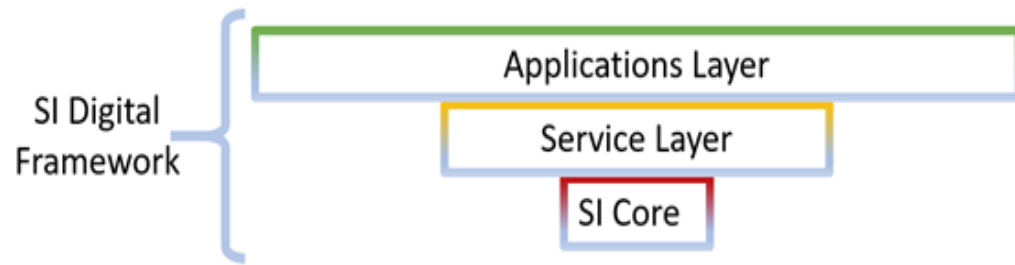 Applications Layer
SI Digital
Framework
Service Layer
SI Core